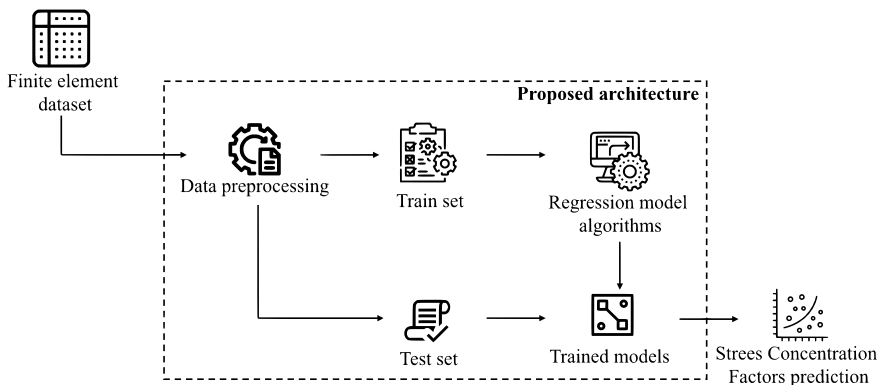 Finite element
dataset
Proposed architecture
Data preprocessing
Train set
Regression model
algorithms
Test set
Trained models
Strees Concentration
Factors prediction